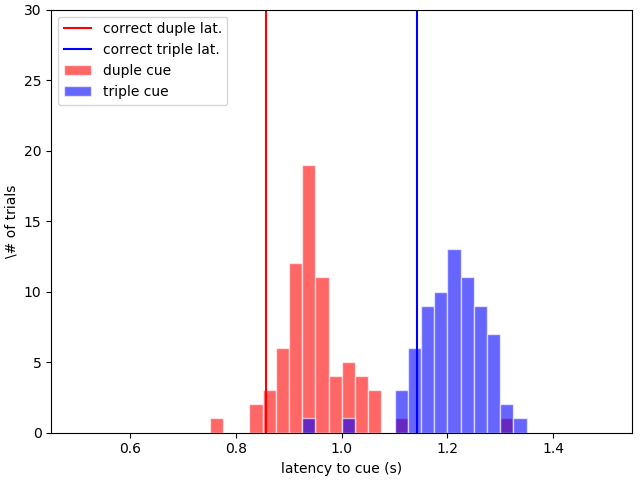 30
25
20
15
10
5
0
\# of trials
correct duple lat.
correct triple lat.
duple cue
triple cue
0.6 0.8 1.0 1.2 1.4
latency to cue (s)